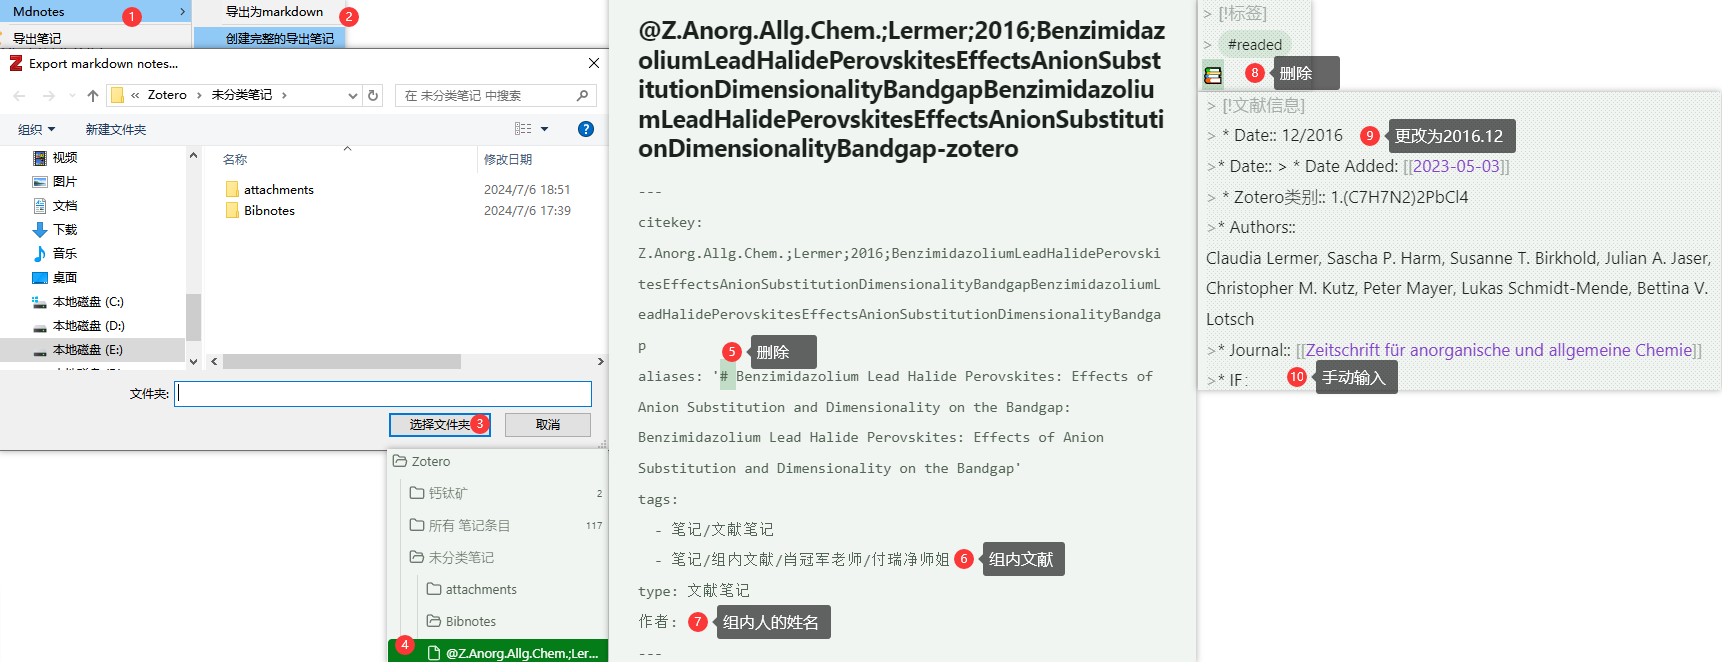 Mdnotes
1
导出为markdown
2
导出笔记
创建完整的导出笔记
Export markdown notes...
« Zotero › 未分类笔记 ›
在 未分类笔记 中搜索
组织
新建文件夹
?
视频
图片
文档
下载
音乐
桌面
本地磁盘 (C:)
本地磁盘 (D:)
本地磁盘 (E:)
名称
修改日期
attachments
2024/7/6 18:51
Bibnotes
2024/7/6 17:39
文件夹:
选择文件夹
3
取消
Zotero
钙钛矿
2
所有 笔记条目
117
未分类笔记
attachments
Bibnotes
4
@Z.Anorg.Allg.Chem.;Ler...
@Z.Anorg.Allg.Chem.;Lermer;2016;Benzimidaz
oliumLeadHalidePerovskitesEffectsAnionSubst
itutionDimensionalityBandgapBenzimidazoliu
mLeadHalidePerovskitesEffectsAnionSubstituti
onDimensionalityBandgap-zotero
---
citekey:
Z.Anorg.Allg.Chem.;Lermer;2016;BenzimidazoliumLeadHalidePerovski
tesEffectsAnionSubstitutionDimensionalityBandgapBenzimidazoliumL
eadHalidePerovskitesEffectsAnionSubstitutionDimensionalityBandga
p
5
删除
aliases: '# Benzimidazolium Lead Halide Perovskites: Effects of
Anion Substitution and Dimensionality on the Bandgap:
Benzimidazolium Lead Halide Perovskites: Effects of Anion
Substitution and Dimensionality on the Bandgap'
tags:
- 笔记/文献笔记
- 笔记/组内文献/肖冠军老师/付瑞净师姐
6
组内文献
type: 文献笔记
作者:
7
组内人的姓名
---
> [!标签]
> #readed
8
删除
> [!文献信息]
> * Date:: 12/2016
9
更改为2016.12
>* Date:: > * Date Added: [[2023-05-03]]
> * Zotero类别:: 1.(C7H7N2)2PbCl4
>* Authors::
Claudia Lermer, Sascha P. Harm, Susanne T. Birkhold, Julian A. Jaser,
Christopher M. Kutz, Peter Mayer, Lukas Schmidt-Mende, Bettina V.
Lotsch
>* Journal:: [[Zeitschrift für anorganische und allgemeine Chemie]]
>* IF:
10
手动输入